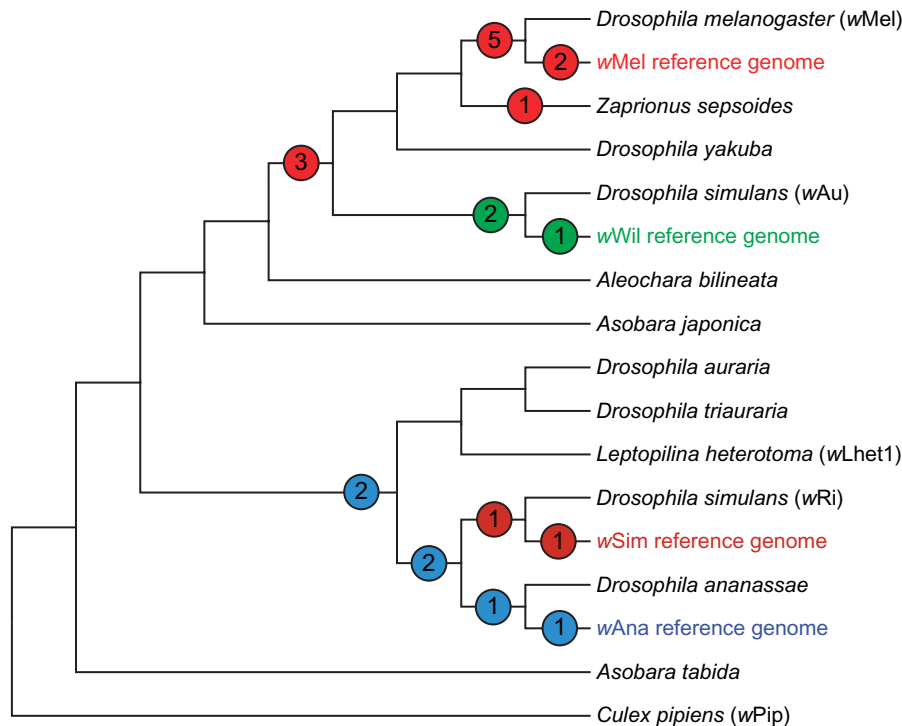 Drosophila melanogaster (wMel)
5
2
wMel reference genome
1
Zaprionus sepsoides
Drosophila yakuba
3
Drosophila simulans (wAu)
2
1
wWil reference genome
Aleochara bilineata
Asobara japonica
Drosophila auraria
Drosophila triauraria
Leptopilina heterotoma (wLhet1)
2
Drosophila simulans (wRi)
1
1
wSim reference genome
2
Drosophila ananassae
1
1
wAna reference genome
Asobara tabida
Culex pipiens (wPip)